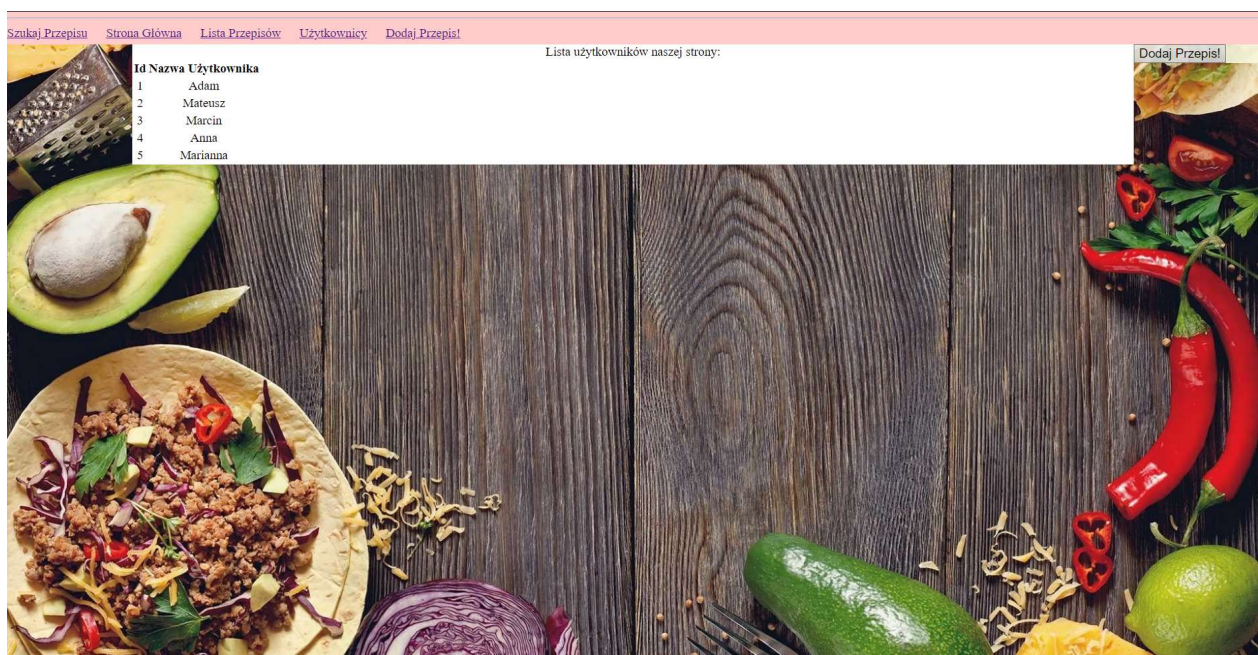 Szukaj Przepisu Strona Główna Lista Przepisów Użytkownicy Dodaj Przepis!
Lista użytkowników naszej strony:
Dodaj Przepis!
Id Nazwa Użytkownika
1 Adam
2 Mateusz
3 Marcin
4 Anna
5 Marianna